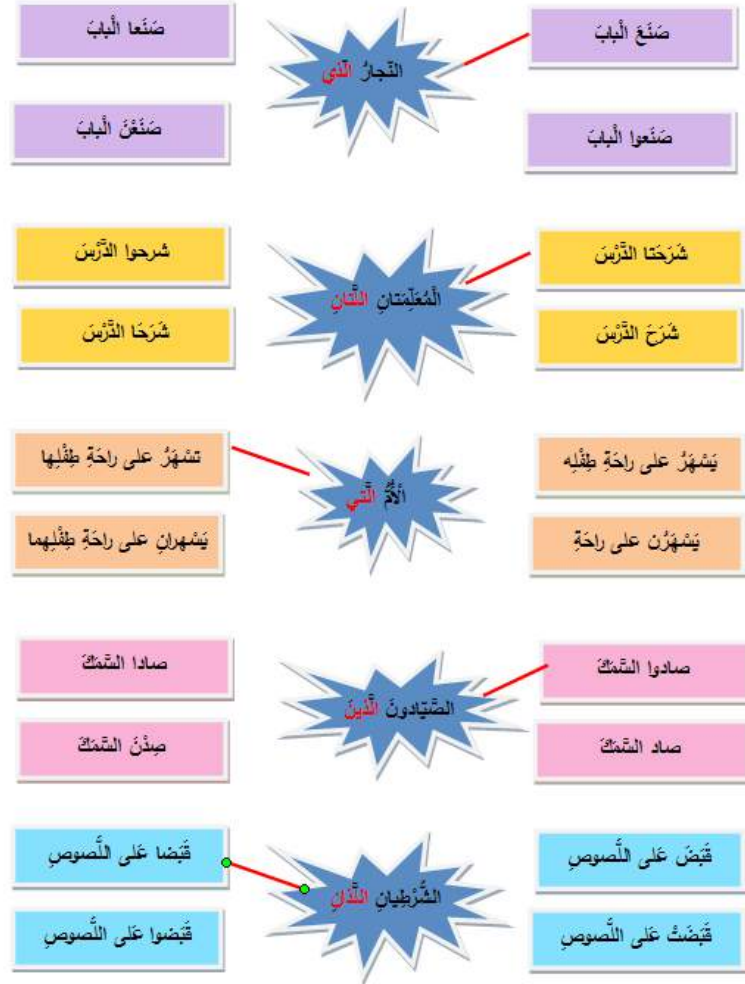 صَنَعَ الْبابَ
النّجارُ الّذي
صَنَعا الْبابَ
صَنَعوا الْبابَ
صَنَعْنَ الْبابَ
شَرَحَتا الدَّرْسَ
الْمُعَلِّمَتانِ اللَّتانِ
شرحوا الدَّرْسَ
شَرَحَ الدَّرْسَ
شَرَحَا الدَّرْسَ
يَسْهَرُ على راحَةِ طِفْلِه
الْأُمُّ الَّتي
تَسْهَرُ على راحَةِ طِفْلِها
يَسْهَرْن على راحَةِ
يَسْهرانِ على راحَةِ طِفْلِهِما
صادوا السَّمَكَ
الصَّيّادونَ الَّذينَ
صادا السَّمَكَ
صاد السَّمَكَ
صِدْنَ السَّمَكَ
قَبَضَ عَلى اللُّصوصِ
الشُّرْطِيانِ اللَّذانِ
قَبَضا عَلى اللُّصوصِ
قَبَضَتْ عَلى اللُّصوصِ
قَبَضوا عَلى اللُّصوصِ